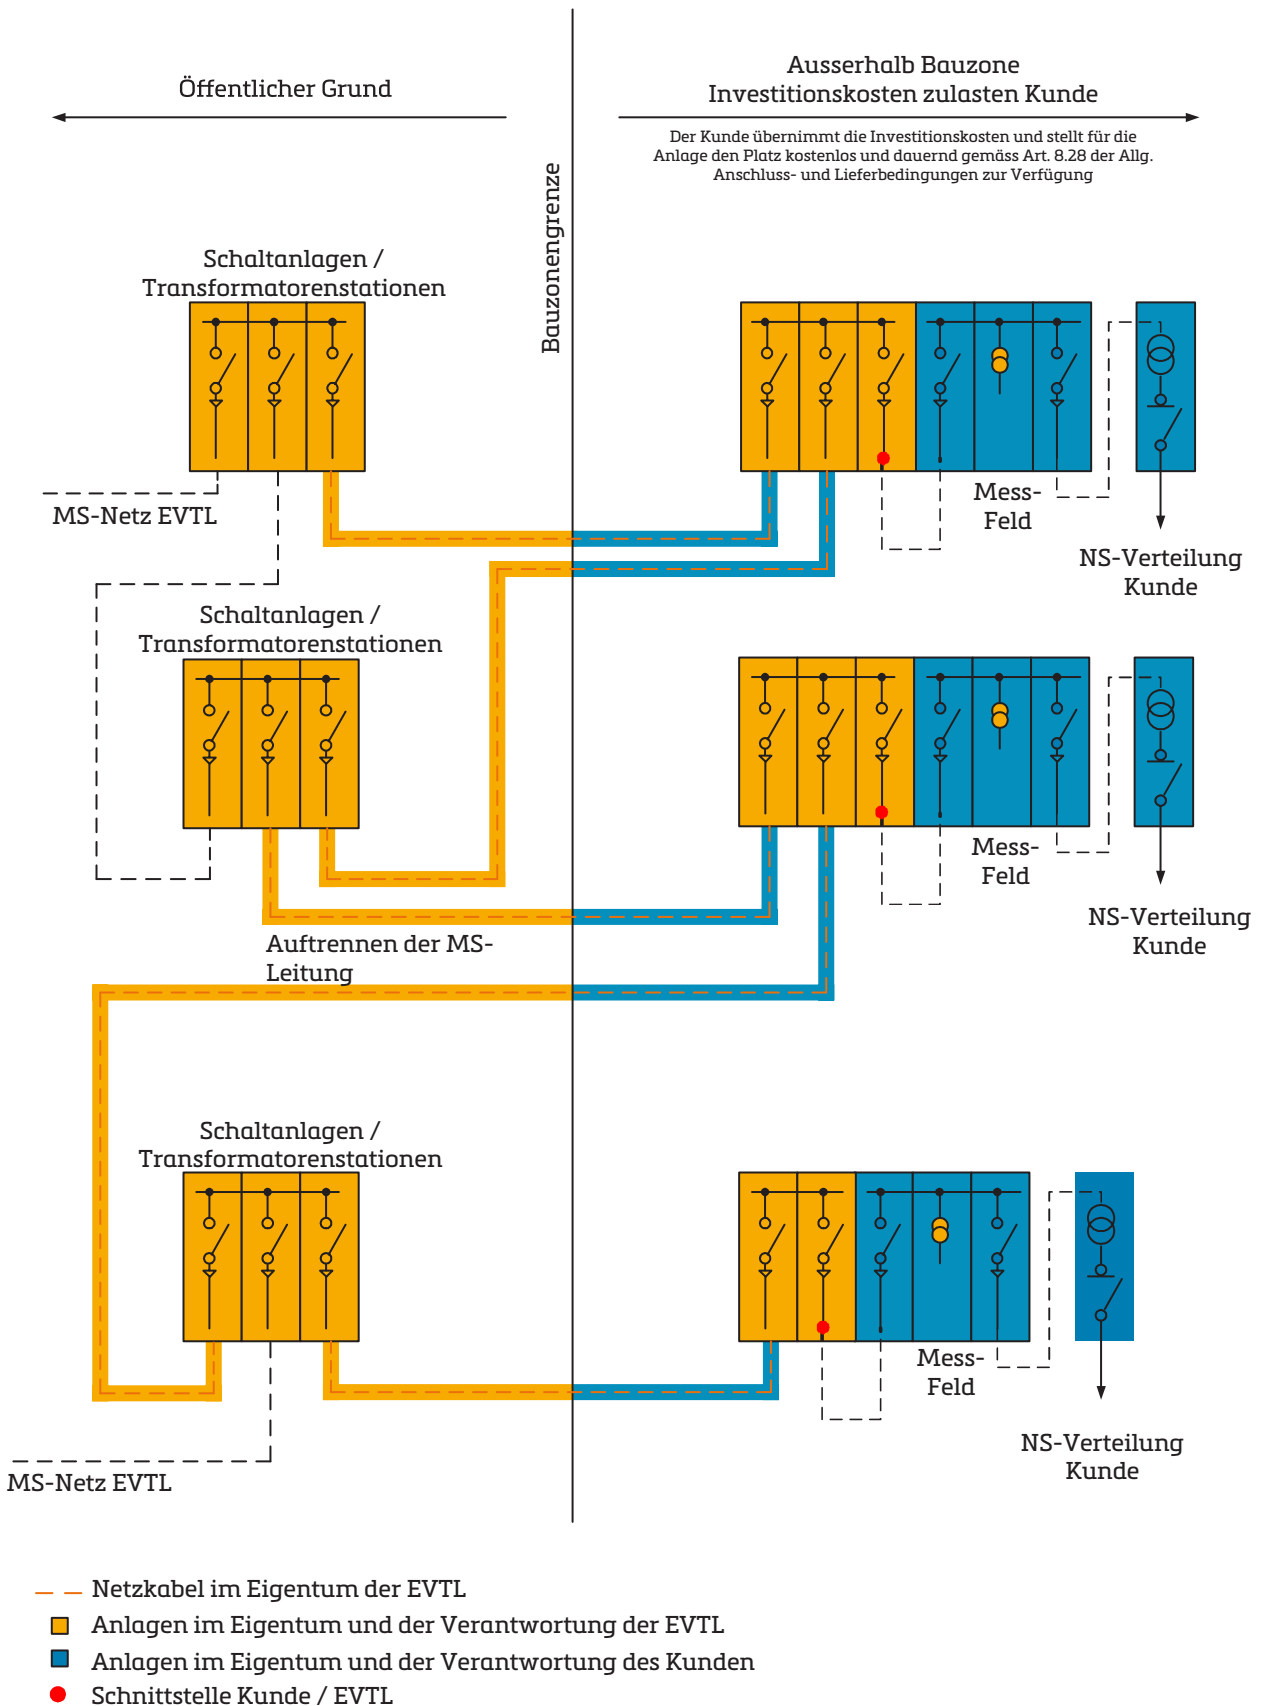 Öffentlicher Grund
Ausserhalb Bauzone
Investitionskosten zulasten Kunde
Der Kunde übernimmt die Investitionskosten und stellt für die
Anlage den Platz kostenlos und dauernd gemäss Art. 8.28 der Allg.
Anschluss- und Lieferbedingungen zur Verfügung
Bauzonengrenze
Schaltanlagen /
Transformatorenstationen
MS-Netz EVTL
Mess-
Feld
NS-Verteilung
Kunde
Schaltanlagen /
Transformatorenstationen
Mess-
Feld
NS-Verteilung
Kunde
Auftrennen der MS-
Leitung
Schaltanlagen /
Transformatorenstationen
Mess-
Feld
NS-Verteilung
Kunde
MS-Netz EVTL
Netzkabel im Eigentum der EVTL
Anlagen im Eigentum und der Verantwortung der EVTL
Anlagen im Eigentum und der Verantwortung des Kunden
Schnittstelle Kunde / EVTL